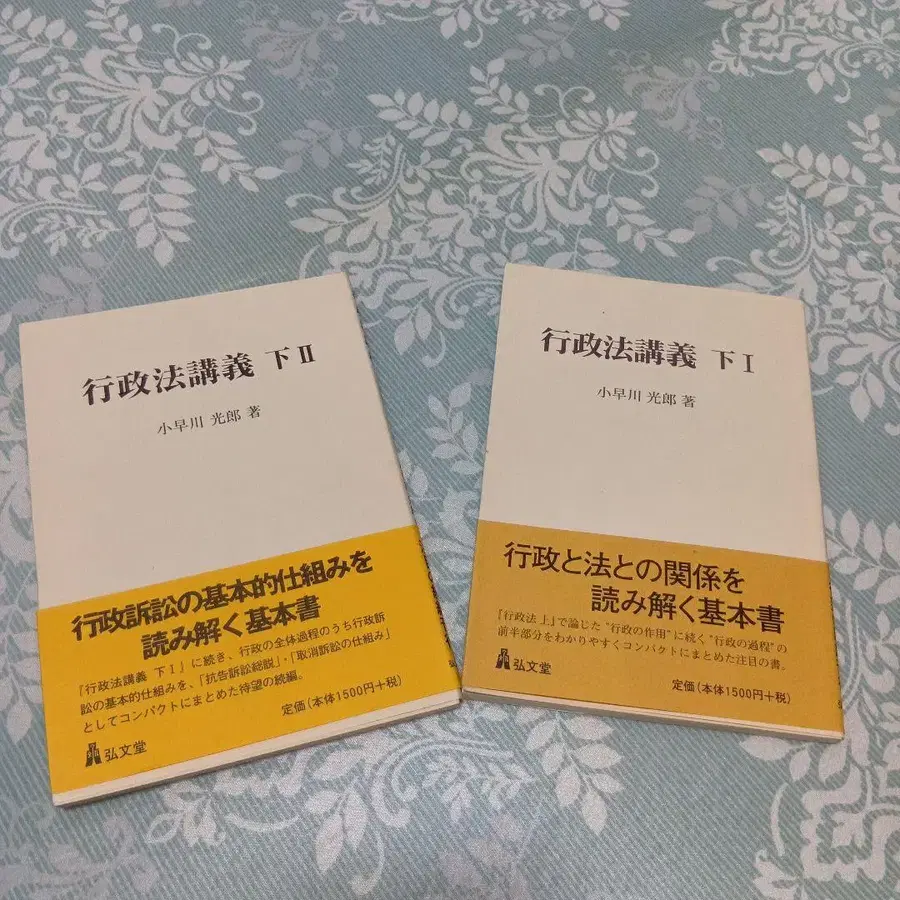 行政法講義 下Ⅱ
小早川 光郎 著
行政訴訟の基本的仕組みを
読み解く基本書
『行政法講義 下Ⅰ』に続き、行政の全体過程のうち行政訴
訟の基本的仕組みを、「抗告訴訟総説」・「取消訴訟の仕組み」
としてコンパクトにまとめた待望の続編。
定価(本体1500円+税)
弘文堂
行政法講義 下Ⅰ
小早川 光郎 著
行政と法との関係を
読み解く基本書
『行政法 上』で論じた"行政の作用"に続く"行政の過程"の
前半部分をわかりやすくコンパクトにまとめた注目の書。
弘文堂
定価(本体1500円+税)